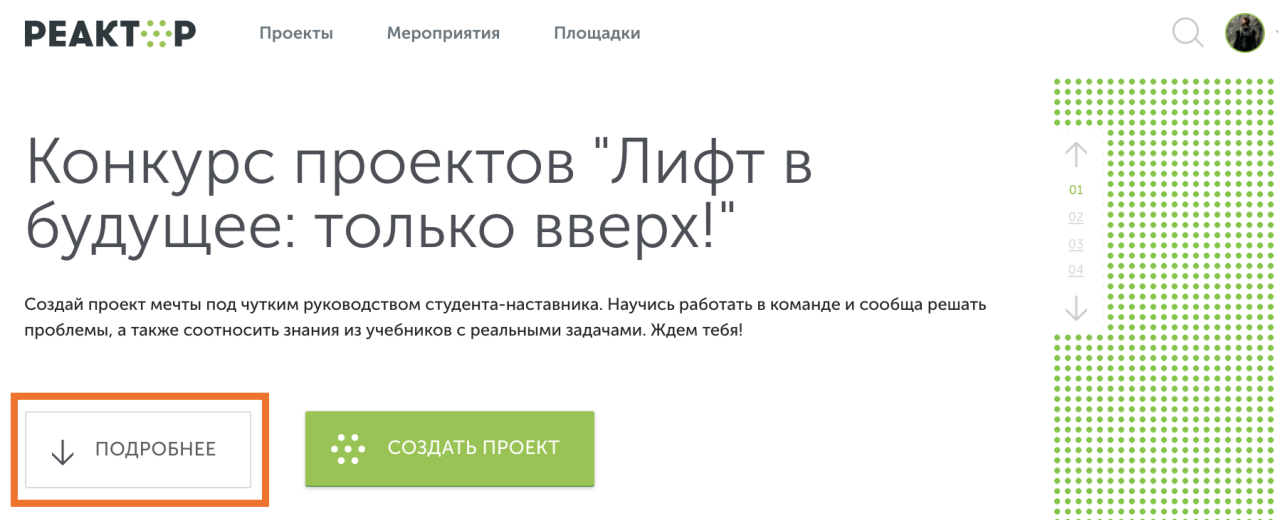 РЕАКТОР
Проекты Мероприятия Площадки
Конкурс проектов "Лифт в
будущее: только вверх!"
01
02
03
04
Создай проект мечты под чутким руководством студента-наставника. Научись работать в команде и сообща решать
проблемы, а также соотносить знания из учебников с реальными задачами. Ждем тебя!
ПОДРОБНЕЕ
СОЗДАТЬ ПРОЕКТ